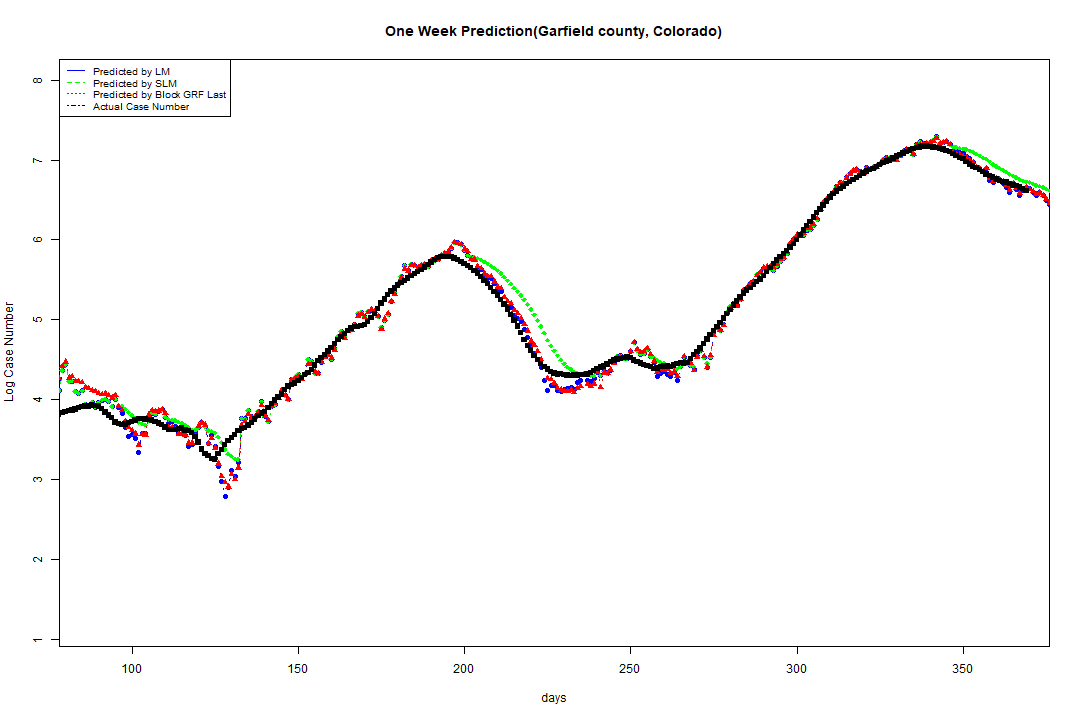 One Week Prediction(Garfield county, Colorado)
Predicted by LM
Predicted by SLM
Predicted by Block GRF Last
Actual Case Number
8
7
6
5
4
3
2
1
Log Case Number
100 150 200 250 300 350
days